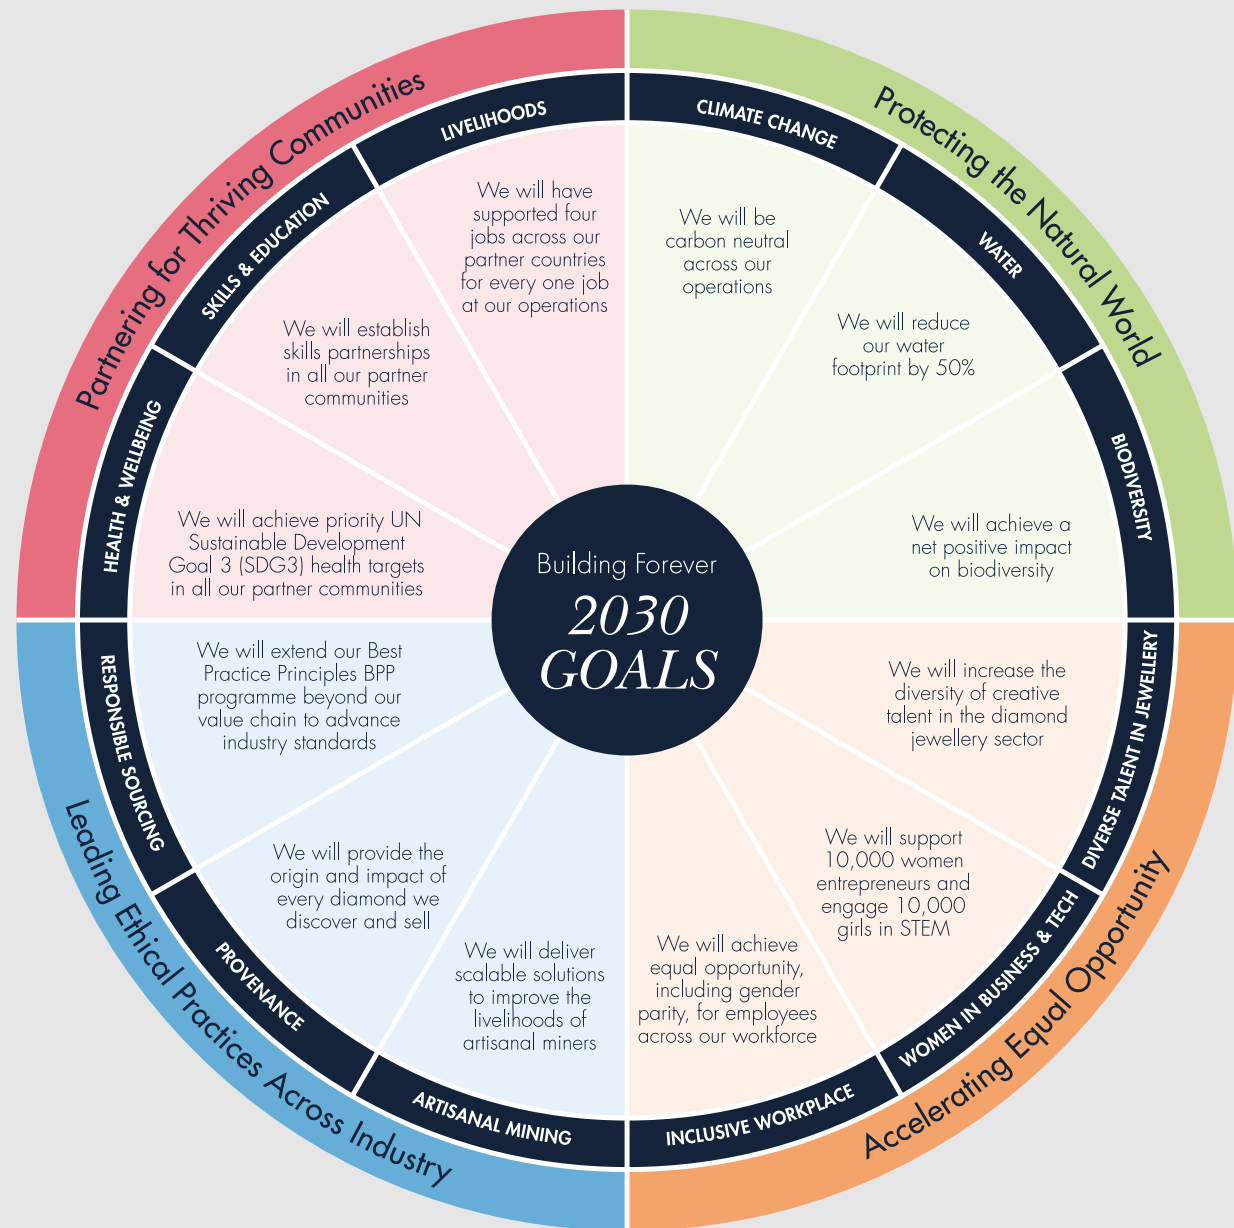 Building Forever
2030
GOALS
Protecting the Natural World
CLIMATE CHANGE
We will be
carbon neutral
across our
operations
WATER
We will reduce
our water
footprint by 50%
BIODIVERSITY
We will achieve a
net positive impact
on biodiversity
Accelerating Equal Opportunity
DIVERSE TALENT IN JEWELLERY
We will increase the
diversity of creative
talent in the diamond
jewellery sector
WOMEN IN BUSINESS & TECH
We will support
10,000 women
entrepreneurs and
engage 10,000
girls in STEM
INCLUSIVE WORKPLACE
We will achieve
equal opportunity,
including gender
parity, for employees
across our workforce
Leading Ethical Practices Across Industry
ARTISANAL MINING
We will deliver
scalable solutions
to improve the
livelihoods of
artisanal miners
PROVENANCE
We will provide the
origin and impact of
every diamond we
discover and sell
RESPONSIBLE SOURCING
We will extend our Best
Practice Principles BPP
programme beyond our
value chain to advance
industry standards
Partnering for Thriving Communities
HEALTH & WELLBEING
We will achieve priority UN
Sustainable Development
Goal 3 (SDG3) health targets
in all our partner communities
SKILLS & EDUCATION
We will establish
skills partnerships
in all our partner
communities
LIVELIHOODS
We will have
supported four
jobs across our
partner countries
for every one job
at our operations